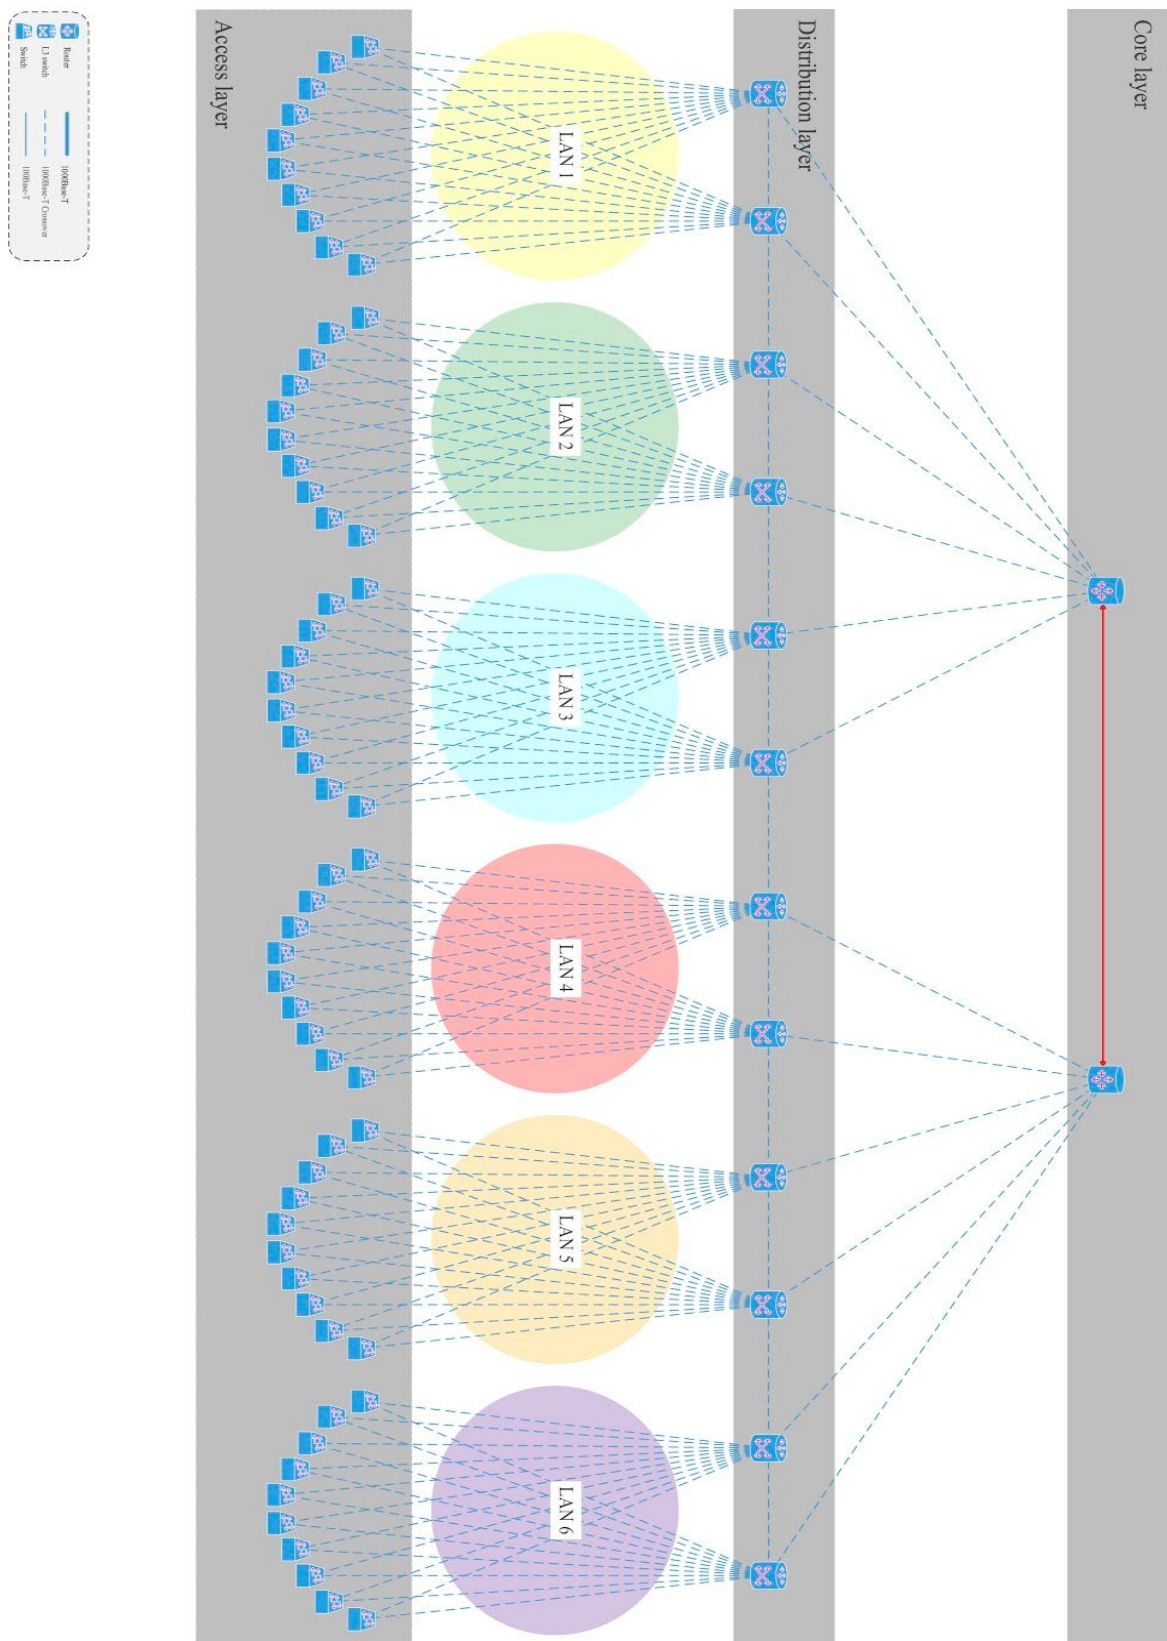 Core layer
Distribution layer
LAN 1
LAN 2
LAN 3
LAN 4
LAN 5
LAN 6
Access layer
Router
1000Base-T
L3 switch
1000Base-T Crossover
Switch
100Base-T